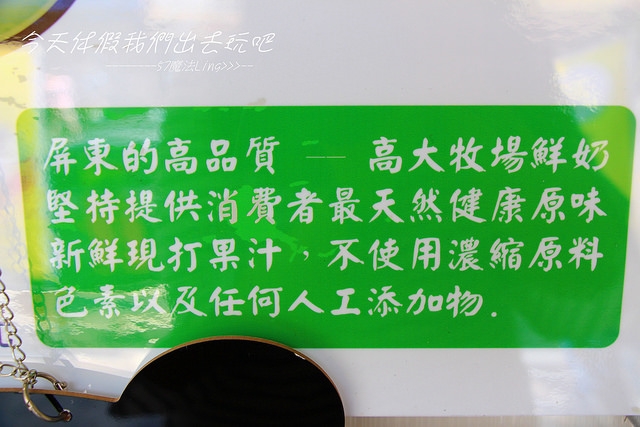 今天休假我們出去玩吧
57魔法Ling>>>
屏東的高品質 —— 高大牧場鮮奶
堅持提供消費者最天然健康原味
新鮮現打果汁，不使用濃縮原料
色素以及任何人工添加物.